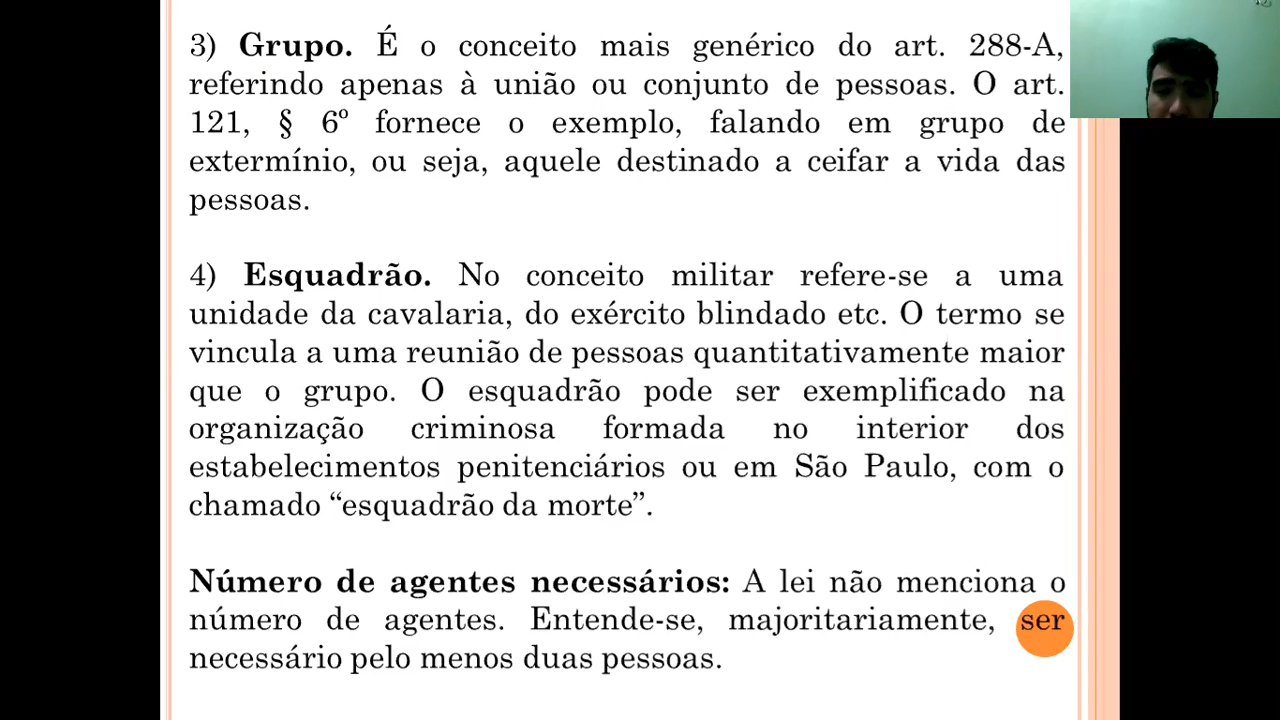 3) Grupo. É o conceito mais genérico do art. 288-A,
referindo apenas à união ou conjunto de pessoas. O art.
121, § 6º fornece o exemplo, falando em grupo de
extermínio, ou seja, aquele destinado a ceifar a vida das
pessoas.
4) Esquadrão. No conceito militar refere-se a uma
unidade da cavalaria, do exército blindado etc. O termo se
vincula a uma reunião de pessoas quantitativamente maior
que o grupo. O esquadrão pode ser exemplificado na
organização criminosa formada no interior dos
estabelecimentos penitenciários ou em São Paulo, com o
chamado “esquadrão da morte”.
Número de agentes necessários: A lei não menciona o
número de agentes. Entende-se, majoritariamente, ser
necessário pelo menos duas pessoas.